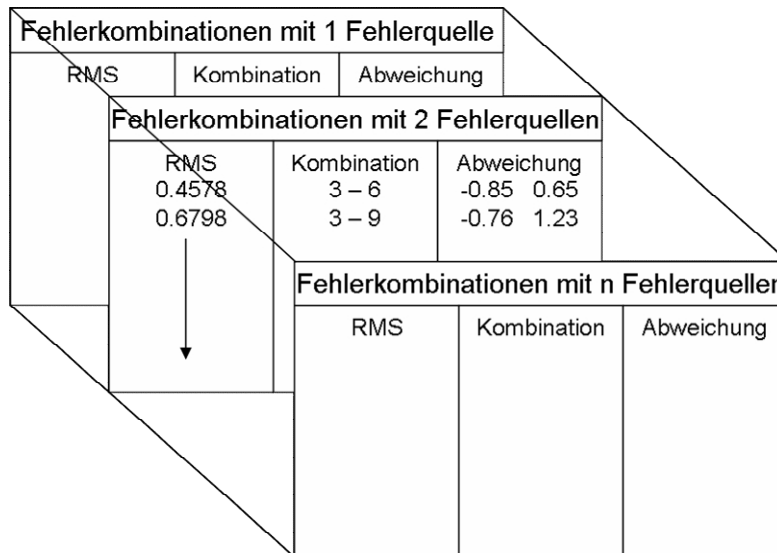 Fehlerkombinationen mit 1 Fehlerquelle
RMS Kombination Abweichung
Fehlerkombinationen mit 2 Fehlerquellen
RMS Kombination Abweichung
0.4578 3 – 6 -0.85 0.65
0.6798 3 – 9 -0.76 1.23
Fehlerkombinationen mit n Fehlerquellen
RMS Kombination Abweichung